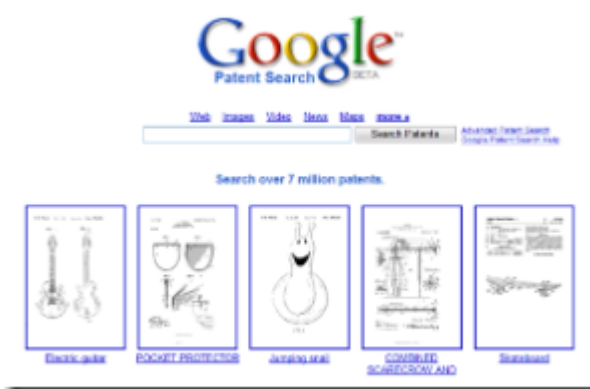 Google™
Patent Search BETA
Web Images Video News Maps more »
Search Patents
Advanced Patent Search
Google Patent Search Help
Search over 7 million patents.
Electric guitar
POCKET PROTECTOR
Jumping snail
COMBINED
SCARECROW AND
Skateboard